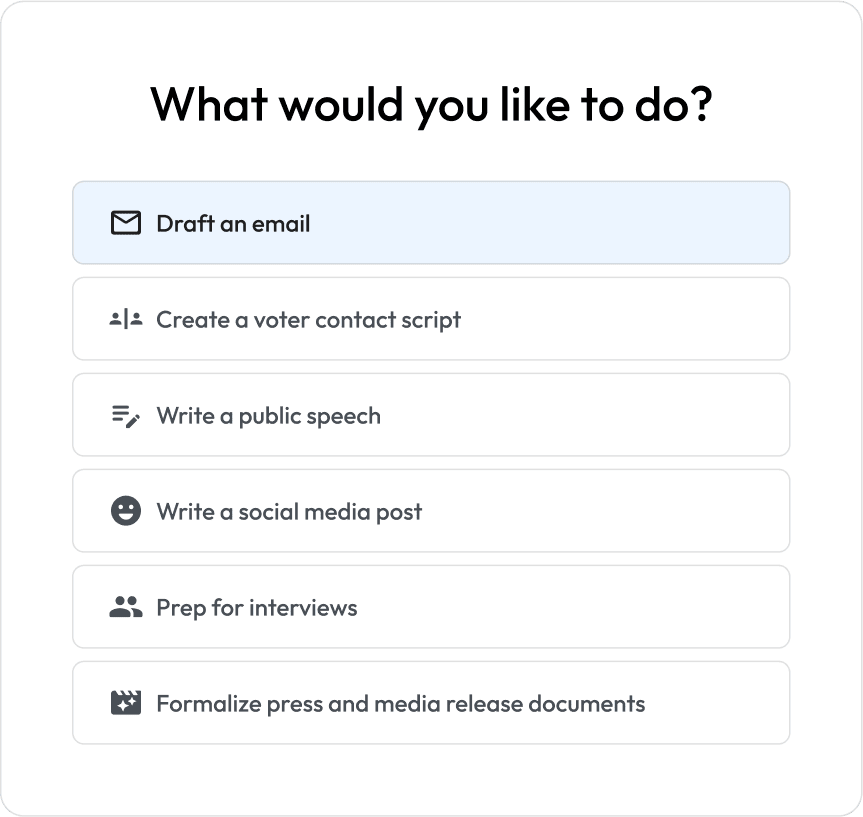 What would you like to do?
Draft an email
Create a voter contact script
Write a public speech
Write a social media post
Prep for interviews
Formalize press and media release documents